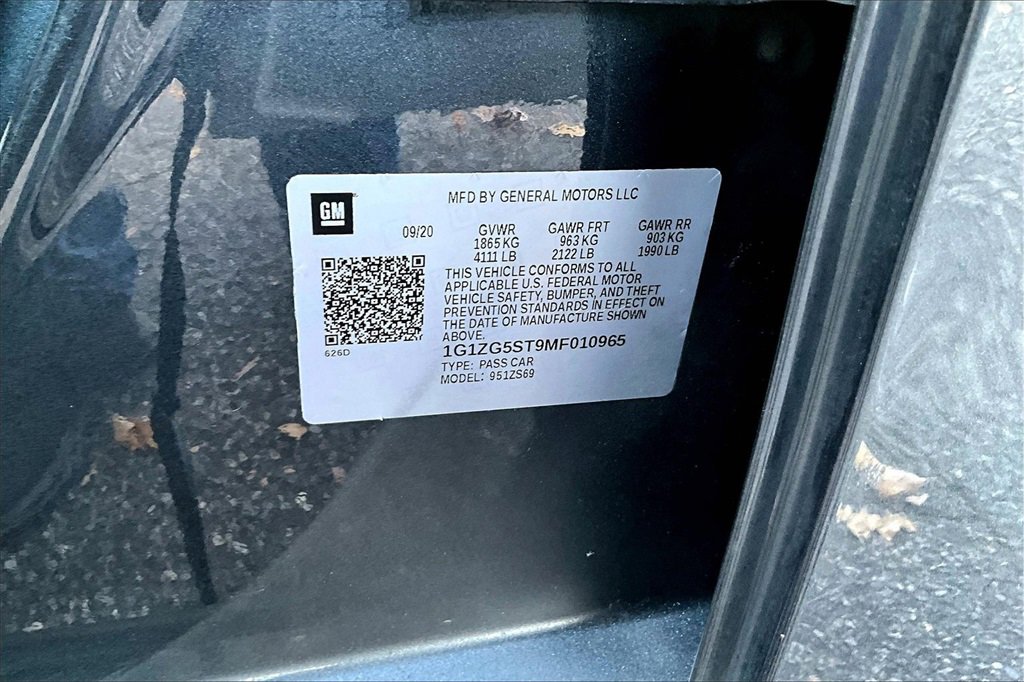 GM
MFD BY GENERAL MOTORS LLC
09/20 GVWR GAWR FRT GAWR RR
1865 KG 963 KG 903 KG
4111 LB 2122 LB 1990 LB
THIS VEHICLE CONFORMS TO ALL
APPLICABLE U.S. FEDERAL MOTOR
VEHICLE SAFETY, BUMPER, AND THEFT
PREVENTION STANDARDS IN EFFECT ON
THE DATE OF MANUFACTURE SHOWN
ABOVE.
626D
1G1ZG5ST9MF010965
TYPE: PASS CAR
MODEL: 951ZS69